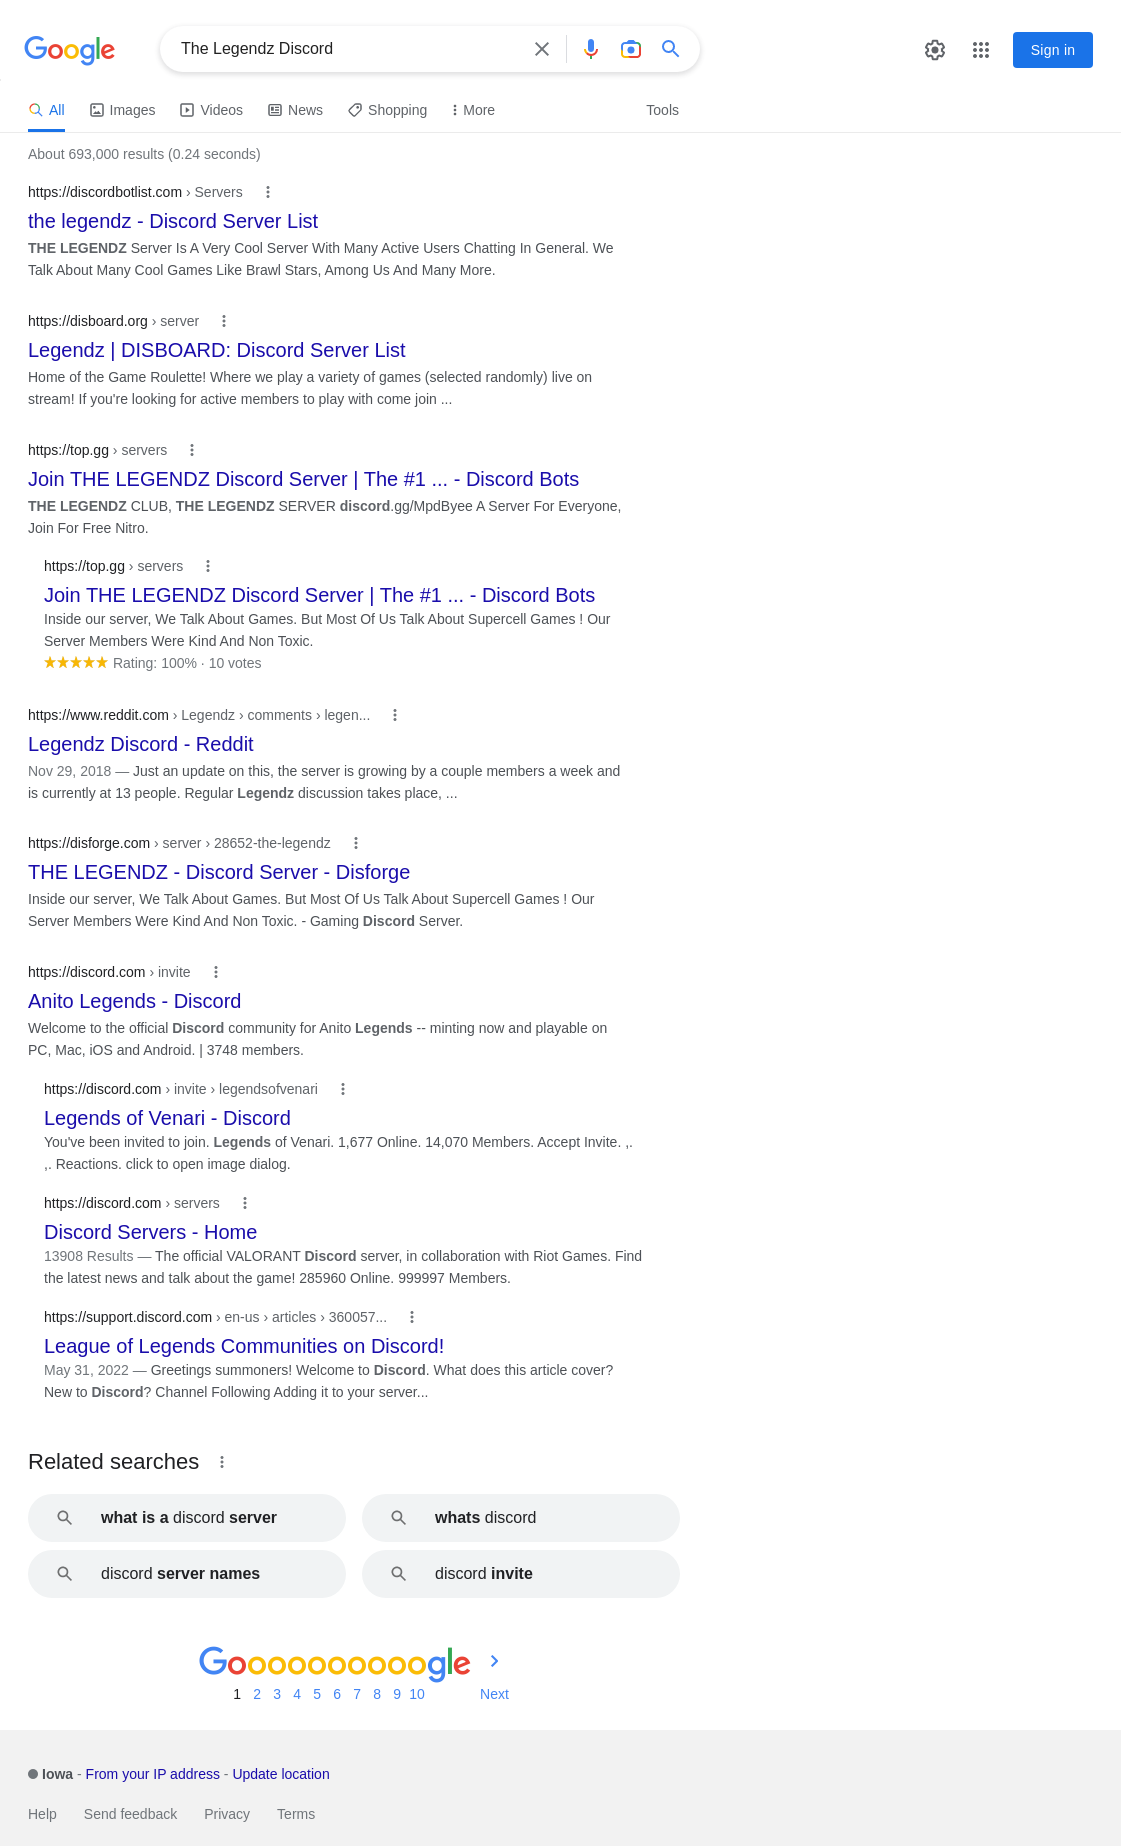 Google
The Legendz Discord
Sign in
All Images Videos News Shopping More Tools
About 693,000 results (0.24 seconds)
https://discordbotlist.com › Servers
the legendz - Discord Server List
THE LEGENDZ Server Is A Very Cool Server With Many Active Users Chatting In General. We
Talk About Many Cool Games Like Brawl Stars, Among Us And Many More.
https://disboard.org › server
Legendz | DISBOARD: Discord Server List
Home of the Game Roulette! Where we play a variety of games (selected randomly) live on
stream! If you're looking for active members to play with come join ...
https://top.gg › servers
Join THE LEGENDZ Discord Server | The #1 ... - Discord Bots
THE LEGENDZ CLUB, THE LEGENDZ SERVER discord.gg/MpdByee A Server For Everyone,
Join For Free Nitro.
https://top.gg › servers
Join THE LEGENDZ Discord Server | The #1 ... - Discord Bots
Inside our server, We Talk About Games. But Most Of Us Talk About Supercell Games ! Our
Server Members Were Kind And Non Toxic.
Rating: 100% · 10 votes
https://www.reddit.com › Legendz › comments › legen...
Legendz Discord - Reddit
Nov 29, 2018 — Just an update on this, the server is growing by a couple members a week and
is currently at 13 people. Regular Legendz discussion takes place, ...
https://disforge.com › server › 28652-the-legendz
THE LEGENDZ - Discord Server - Disforge
Inside our server, We Talk About Games. But Most Of Us Talk About Supercell Games ! Our
Server Members Were Kind And Non Toxic. - Gaming Discord Server.
https://discord.com › invite
Anito Legends - Discord
Welcome to the official Discord community for Anito Legends -- minting now and playable on
PC, Mac, iOS and Android. | 3748 members.
https://discord.com › invite › legendsofvenari
Legends of Venari - Discord
You've been invited to join. Legends of Venari. 1,677 Online. 14,070 Members. Accept Invite. ,.
,. Reactions. click to open image dialog.
https://discord.com › servers
Discord Servers - Home
13908 Results — The official VALORANT Discord server, in collaboration with Riot Games. Find
the latest news and talk about the game! 285960 Online. 999997 Members.
https://support.discord.com › en-us › articles › 360057...
League of Legends Communities on Discord!
May 31, 2022 — Greetings summoners! Welcome to Discord. What does this article cover?
New to Discord? Channel Following Adding it to your server...
Related searches
what is a discord server
whats discord
discord server names
discord invite
Goooooooooogle
1 2 3 4 5 6 7 8 9 10 Next
Iowa - From your IP address - Update location
Help Send feedback Privacy Terms